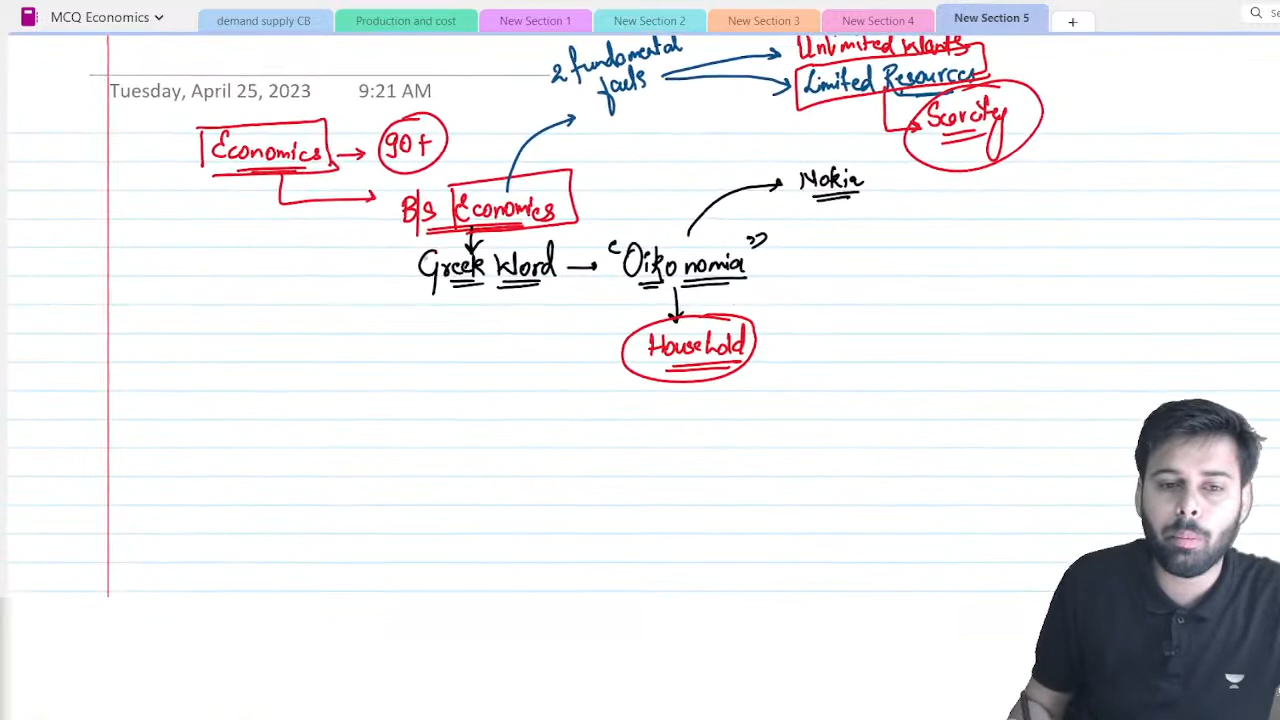 MCQ Economics
demand supply CB
Production and cost
New Section 1
New Section 2
New Section 3
New Section 4
New Section 5
+
Se
2 fundamental
facts
Unlimited Wants
Limited Resources
Scarcity
Tuesday, April 25, 2023 9:21 AM
Economics → 90+
B/S Economics
Nokia
Greek Word → "Oikonomia"
Household